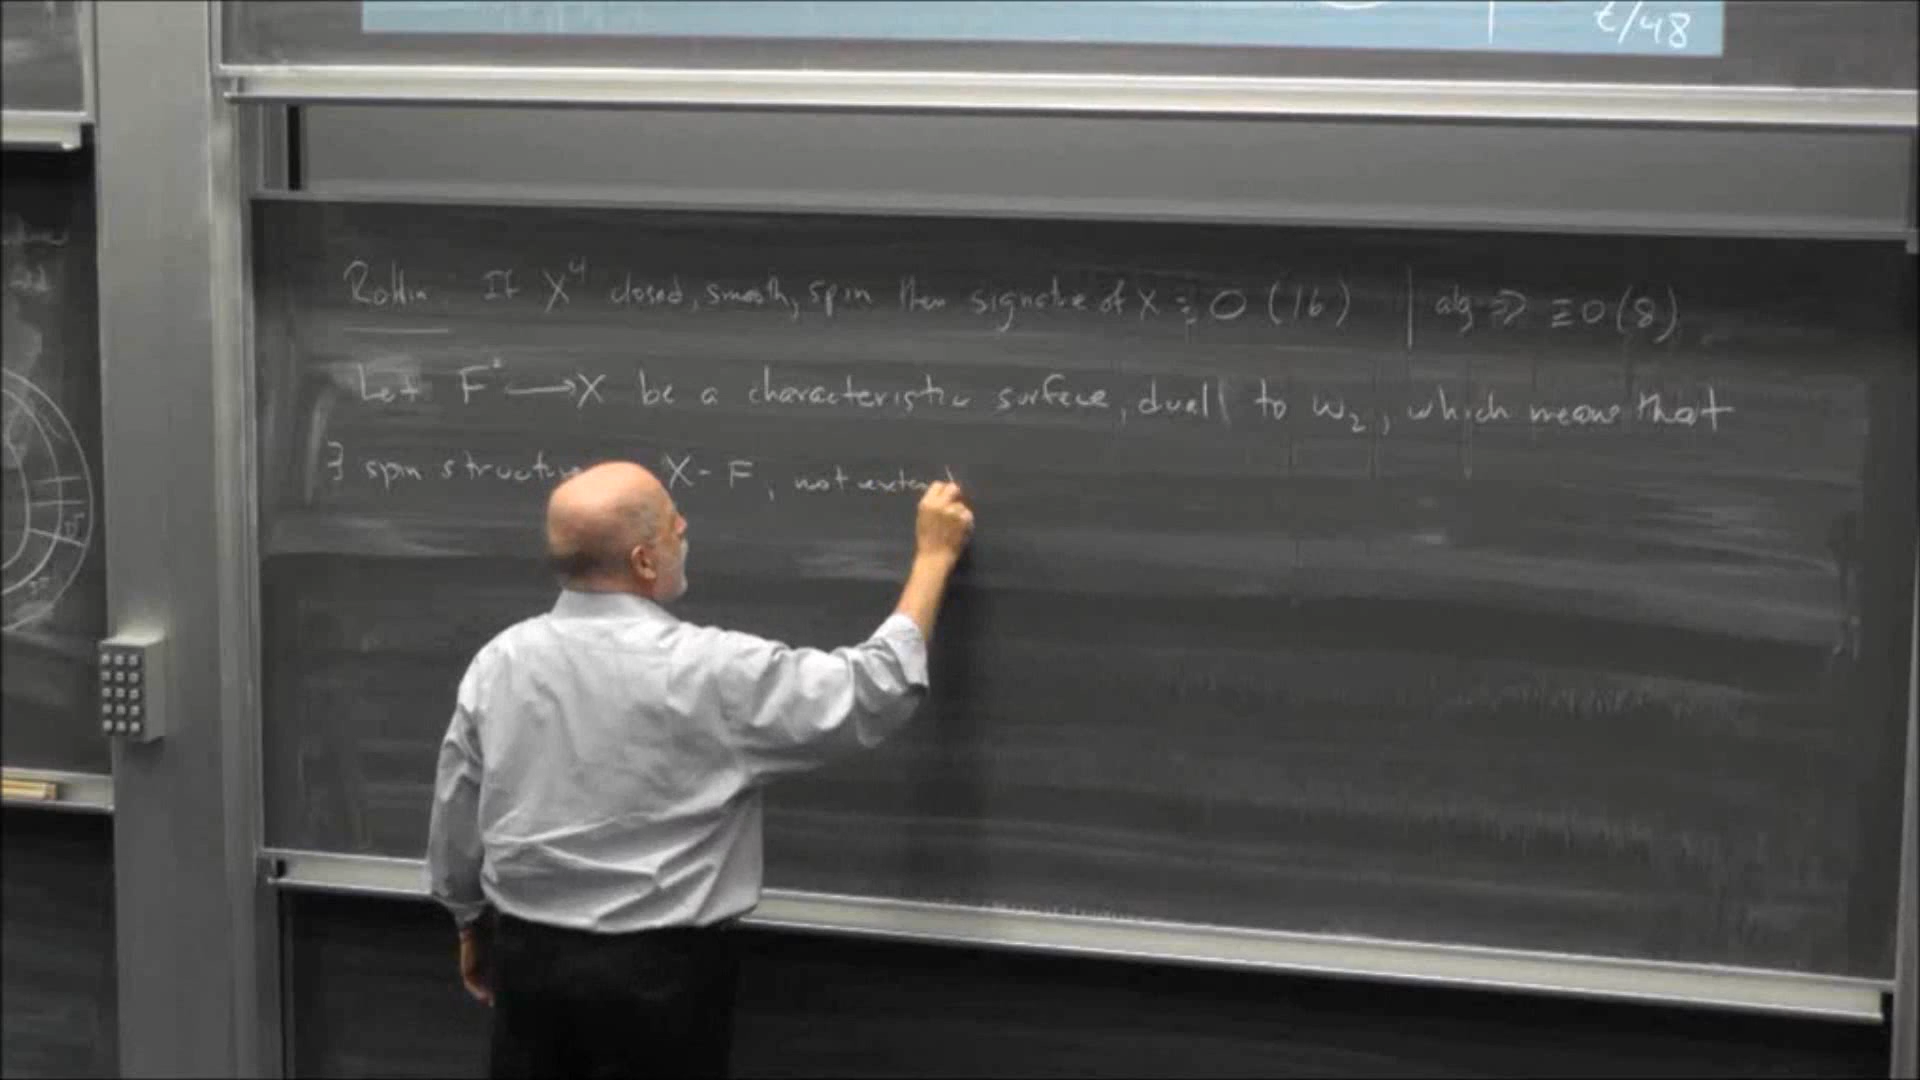 t/48
Rohlin. If X⁴ closed, smooth, spin then signature of X ≡ 0 (16) | alg ⇒ ≡ 0 (8)
Let F² → X be a characteristic surface, dual to w₂, which means that
∃ spin structure X - F, not extend